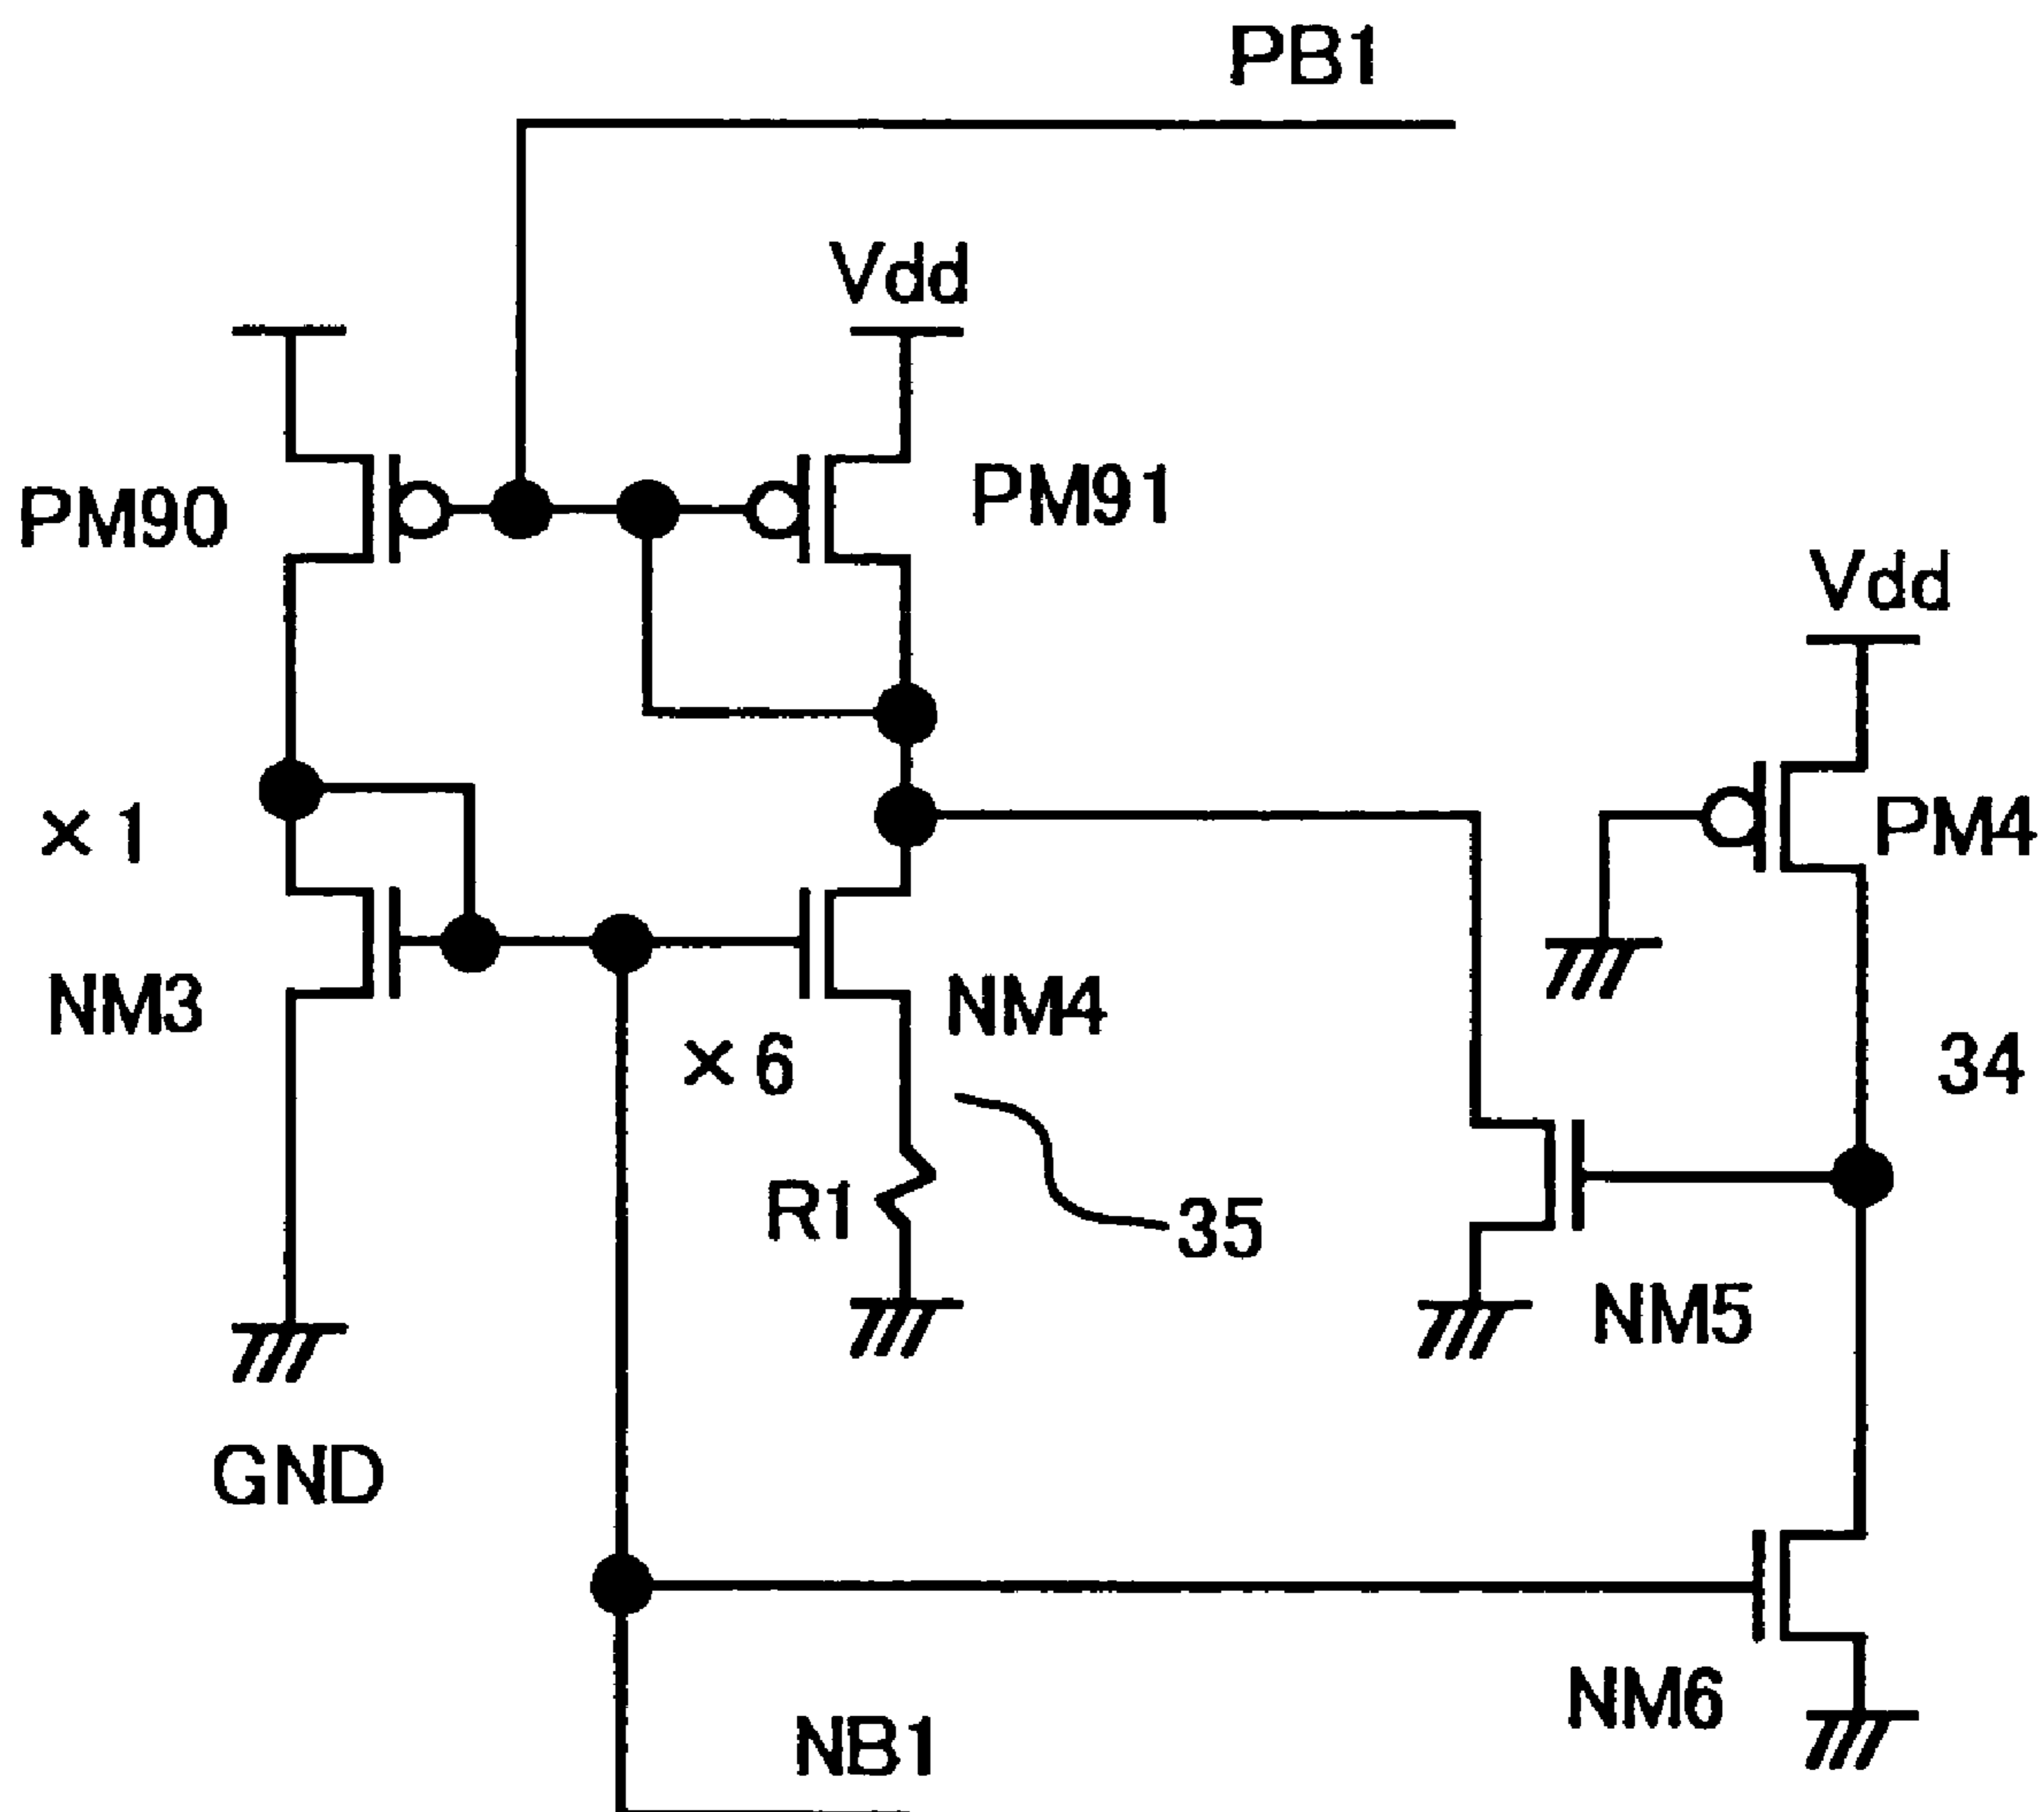 PB1
Vdd
PM90
PM91
Vdd
×1
PM4
NM3
NM4
×6
34
R1
35
NM5
GND
NM6
NB1